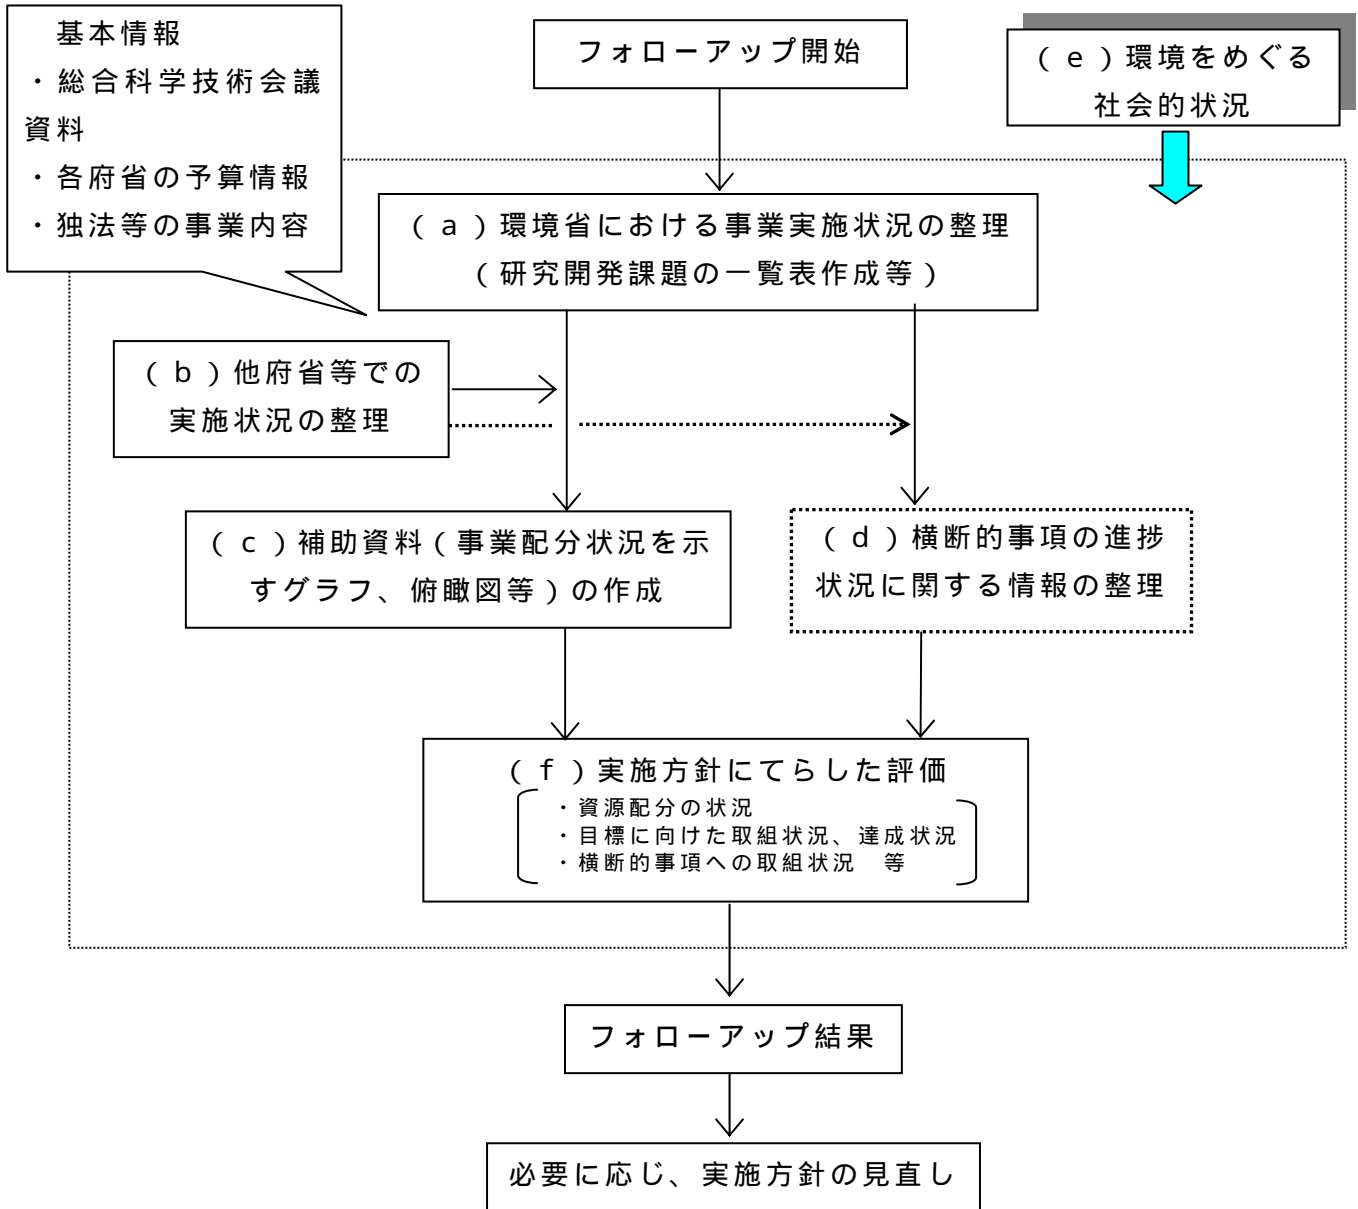 基本情報
・総合科学技術会議
資料
・各府省の予算情報
・独法等の事業内容
フォローアップ開始
(e)環境をめぐる
社会的状況
(a)環境省における事業実施状況の整理
(研究開発課題の一覧表作成等)
(b)他府省等での
実施状況の整理
(c)補助資料(事業配分状況を示
すグラフ、俯瞰図等)の作成
(d)横断的事項の進捗
状況に関する情報の整理
(f)実施方針にてらした評価
・資源配分の状況
・目標に向けた取組状況、達成状況
・横断的事項への取組状況 等
フォローアップ結果
必要に応じ、実施方針の見直し